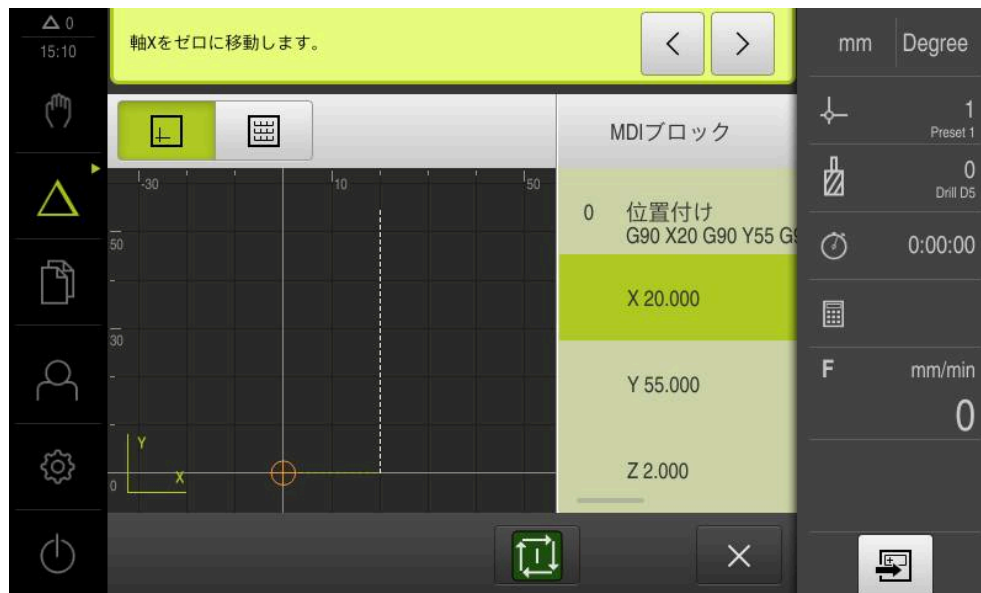 0
15:10
軸Xをゼロに移動します。
mm
Degree
MDIブロック
1
Preset 1
0
Drill D5
0:00:00
F
mm/min
0
-30
10
50
50
30
0
Y
X
0
位置付け
G90 X20 G90 Y55
X 20.000
Y 55.000
Z 2.000